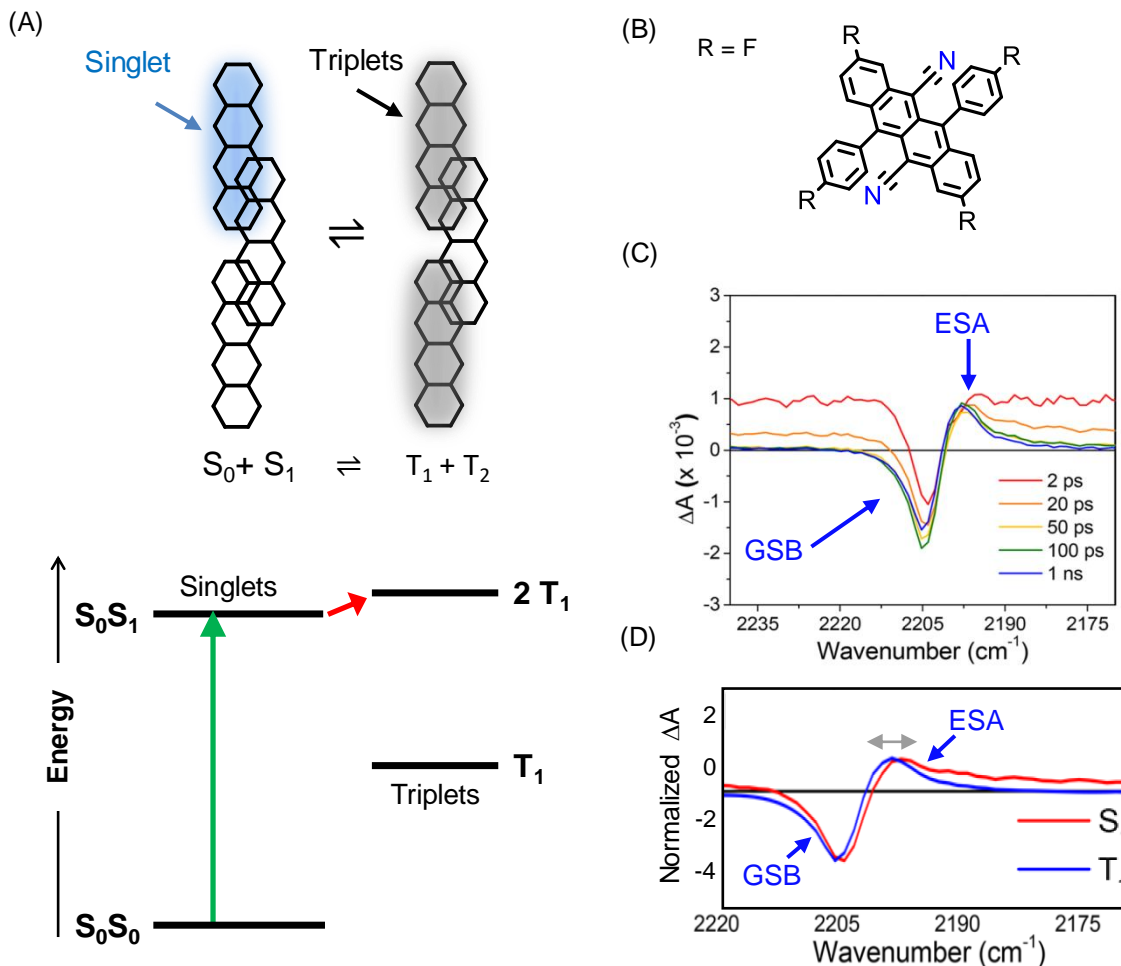 (A)
Singlet
Triplets
S₀+ S₁ ⇌ T₁ + T₂
Energy
Singlets
S₀S₁
2 T₁
T₁
Triplets
S₀S₀
(B)
R = F
R
N
R
R
N
R
(C)
ESA
GSB
ΔA (x 10⁻³)
3
2
1
0
-1
-2
-3
2 ps
20 ps
50 ps
100 ps
1 ns
2235 2220 2205 2190 2175
Wavenumber (cm⁻¹)
(D)
Normalized ΔA
2
0
-2
-4
ESA
GSB
S
T
2220 2205 2190 2175
Wavenumber (cm⁻¹)